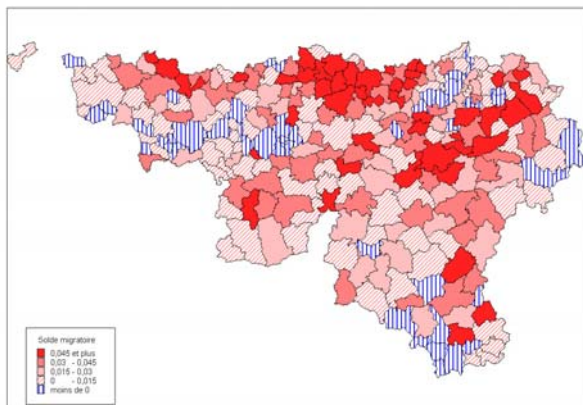 Solde migratoire
0,045 et plus
0,03 - 0,045
0,015 - 0,03
0 - 0,015
moins de 0